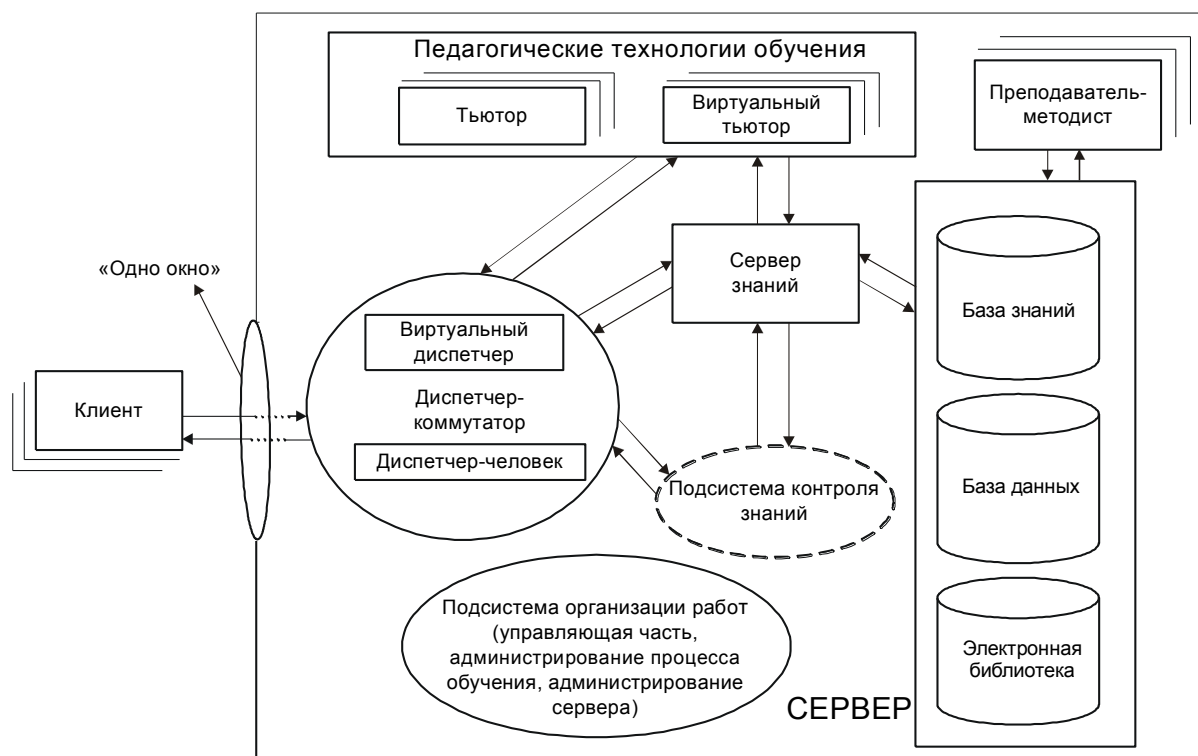 Педагогические технологии обучения
Тьютор
Виртуальный
тьютор
Преподаватель-
методист
«Одно окно»
Сервер
знаний
Виртуальный
диспетчер
Диспетчер-
коммутатор
Диспетчер-человек
Клиент
База знаний
Подсистема контроля
знаний
База данных
Подсистема организации работ
(управляющая часть,
администрирование процесса
обучения, администрирование
сервера)
Электронная
библиотека
СЕРВЕР